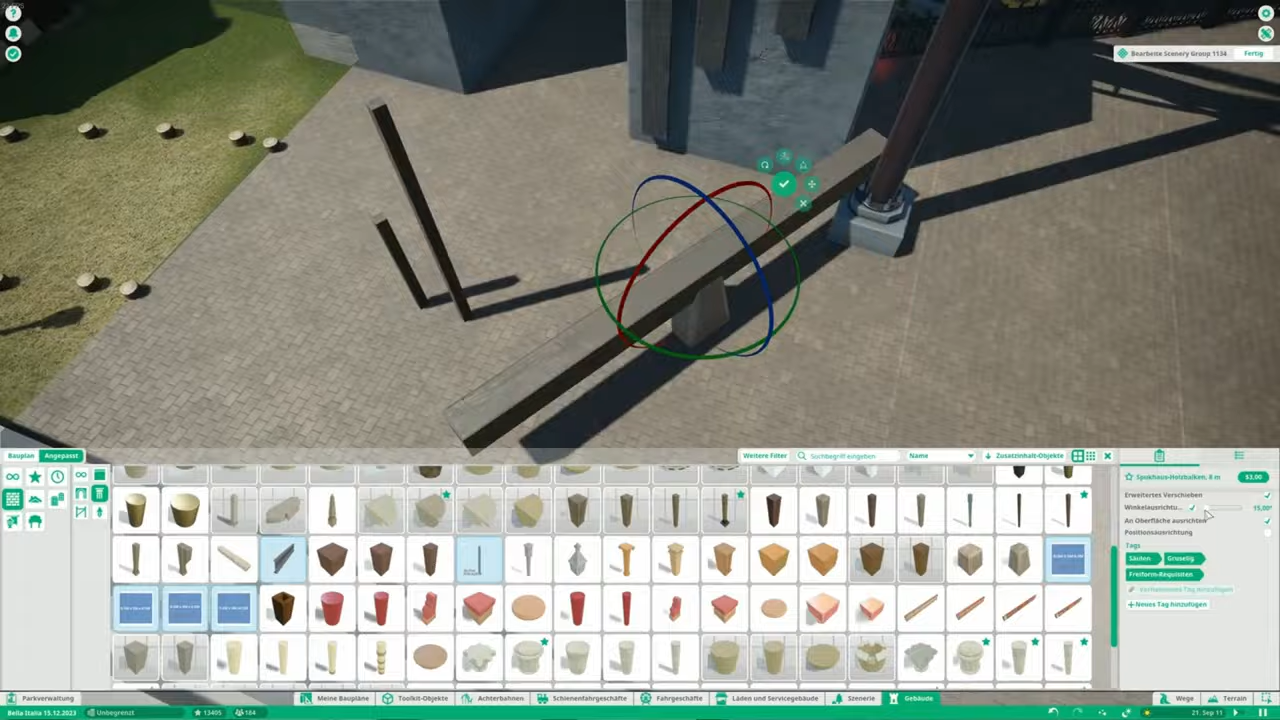 Bearbeite Scenery Group 1134
Fertig
Bauplan
Angepasst
Weitere Filter
Suchbegriff eingeben
Name
Zusatzinhalt-Objekte
Spukhaus-Holzbalken, 8 m
$3,00
Erweitertes Verschieben
Winkelausrichtu...
15,00°
An Oberfläche ausrichten
Positionsausrichtung
Tags
Säulen
Gruselig
Freiform-Requisiten
+ Neues Tag hinzufügen
Parkverwaltung
Meine Baupläne
Toolkit-Objekte
Achterbahnen
Schienenfahrgeschäfte
Fahrgeschäfte
Läden und Servicegebäude
Szenerie
Gebäude
Wege
Terrain
Bella Italia 15.12.2023
Unbegrenzt
13405
184
21. Sep 11